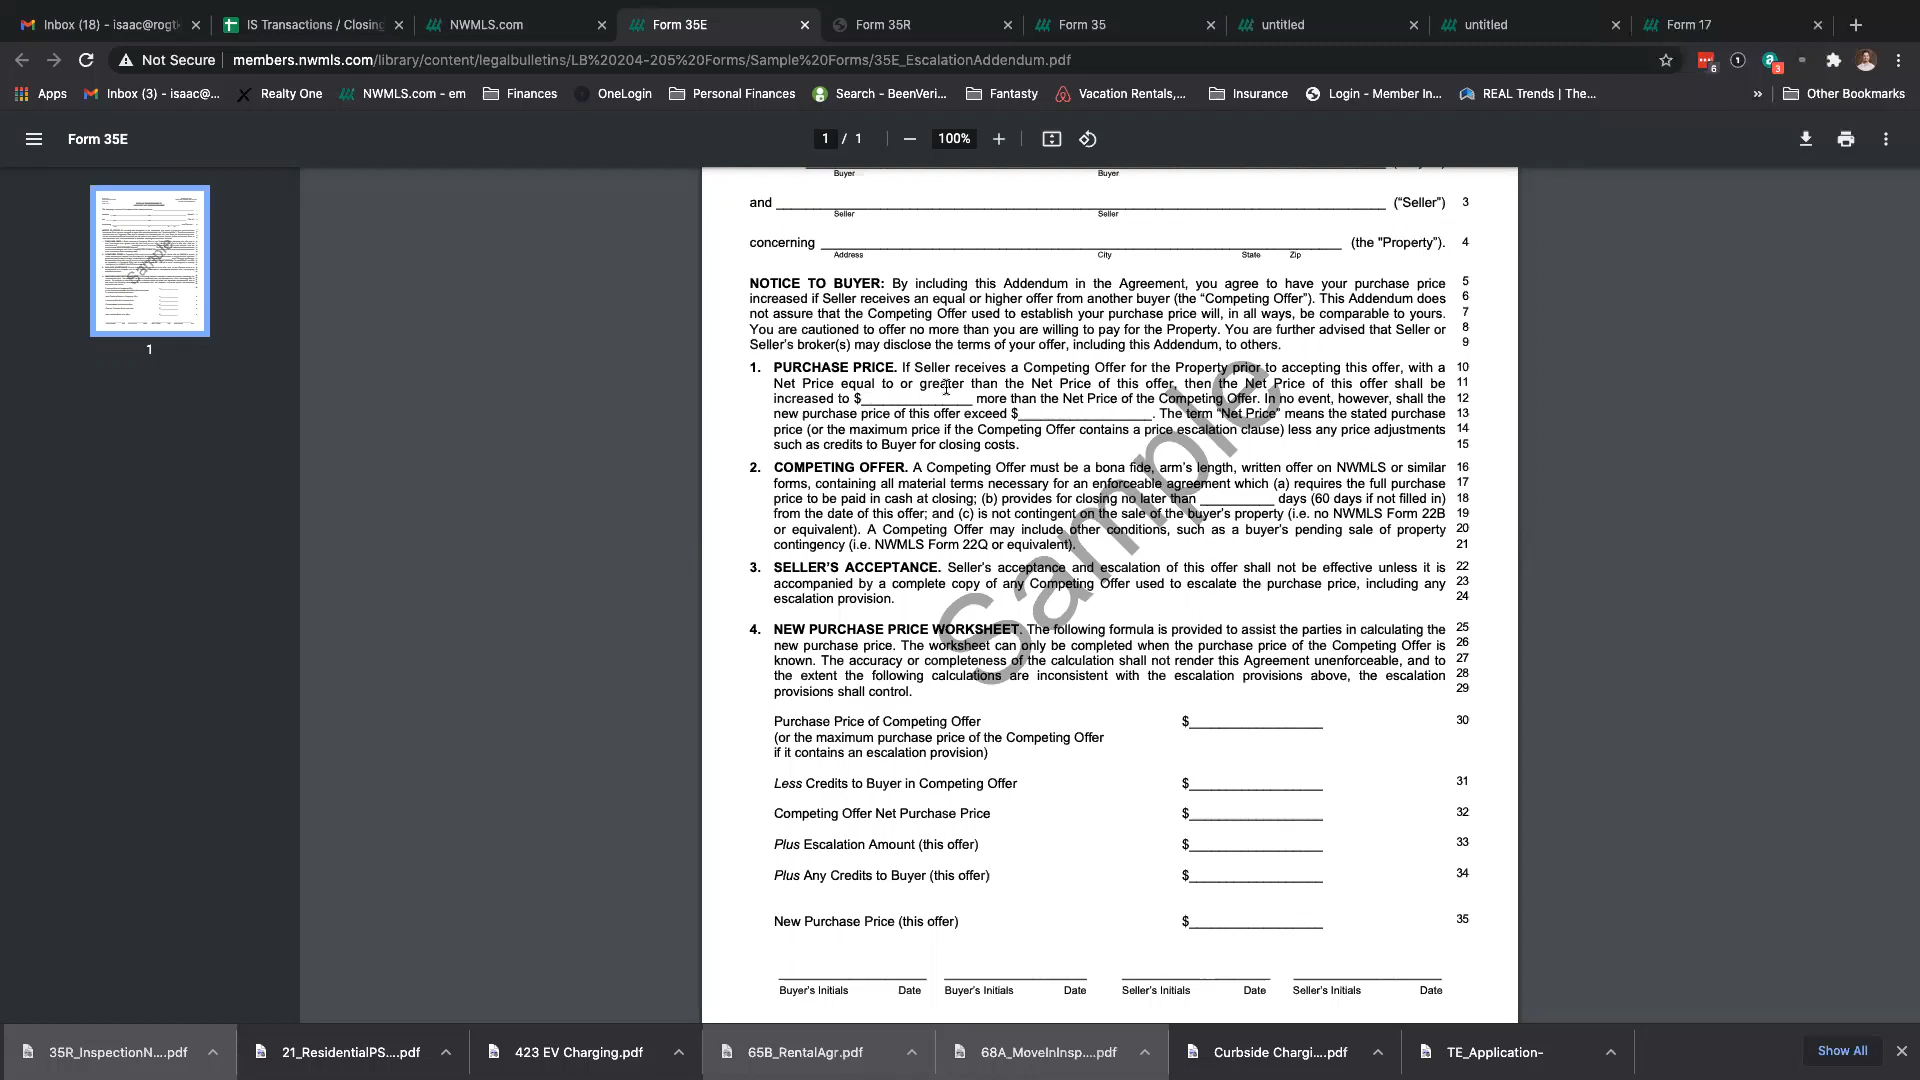 Inbox (18) - isaac@rogt
IS Transactions / Closing
NWMLS.com
Form 35E
Form 35R
Form 35
untitled
untitled
Form 17
Not Secure
members.nwmls.com/library/content/legalbulletins/LB%20204-205%20Forms/Sample%20Forms/35E_EscalationAddendum.pdf
6
3
Apps
Inbox (3) - isaac@...
Realty One
NWMLS.com - em
Finances
OneLogin
Personal Finances
Search - BeenVeri...
Fantasty
Vacation Rentals,...
Insurance
Login - Member In...
REAL Trends | The...
»
Other Bookmarks
Form 35E
1 / 1
100%
1
Buyer Buyer
and ("Seller") 3
Seller Seller
concerning (the "Property"). 4
Address City State Zip
NOTICE TO BUYER: By including this Addendum in the Agreement, you agree to have your purchase price 5
increased if Seller receives an equal or higher offer from another buyer (the “Competing Offer”). This Addendum does 6
not assure that the Competing Offer used to establish your purchase price will, in all ways, be comparable to yours. 7
You are cautioned to offer no more than you are willing to pay for the Property. You are further advised that Seller or 8
Seller’s broker(s) may disclose the terms of your offer, including this Addendum, to others. 9
1. PURCHASE PRICE. If Seller receives a Competing Offer for the Property prior to accepting this offer, with a 10
Net Price equal to or greater than the Net Price of this offer, then the Net Price of this offer shall be 11
increased to $_______________ more than the Net Price of the Competing Offer. In no event, however, shall the 12
new purchase price of this offer exceed $__________________. The term “Net Price” means the stated purchase 13
price (or the maximum price if the Competing Offer contains a price escalation clause) less any price adjustments 14
such as credits to Buyer for closing costs. 15
2. COMPETING OFFER. A Competing Offer must be a bona fide, arm’s length, written offer on NWMLS or similar 16
forms, containing all material terms necessary for an enforceable agreement which (a) requires the full purchase 17
price to be paid in cash at closing; (b) provides for closing no later than __________ days (60 days if not filled in) 18
from the date of this offer; and (c) is not contingent on the sale of the buyer’s property (i.e. no NWMLS Form 22B 19
or equivalent). A Competing Offer may include other conditions, such as a buyer’s pending sale of property 20
contingency (i.e. NWMLS Form 22Q or equivalent). 21
3. SELLER’S ACCEPTANCE. Seller’s acceptance and escalation of this offer shall not be effective unless it is 22
accompanied by a complete copy of any Competing Offer used to escalate the purchase price, including any 23
escalation provision. 24
4. NEW PURCHASE PRICE WORKSHEET. The following formula is provided to assist the parties in calculating the 25
new purchase price. The worksheet can only be completed when the purchase price of the Competing Offer is 26
known. The accuracy or completeness of the calculation shall not render this Agreement unenforceable, and to 27
the extent the following calculations are inconsistent with the escalation provisions above, the escalation 28
provisions shall control. 29
Purchase Price of Competing Offer $__________________ 30
(or the maximum purchase price of the Competing Offer
if it contains an escalation provision)
Less Credits to Buyer in Competing Offer $__________________ 31
Competing Offer Net Purchase Price $__________________ 32
Plus Escalation Amount (this offer) $__________________ 33
Plus Any Credits to Buyer (this offer) $__________________ 34
New Purchase Price (this offer) $__________________ 35
Buyer’s Initials Date Buyer’s Initials Date Seller’s Initials Date Seller’s Initials Date
Sample
35R_InspectionN....pdf
21_ResidentialPS....pdf
423 EV Charging.pdf
65B_RentalAgr.pdf
68A_MoveInInsp....pdf
Curbside Chargi....pdf
TE_Application-
Show All